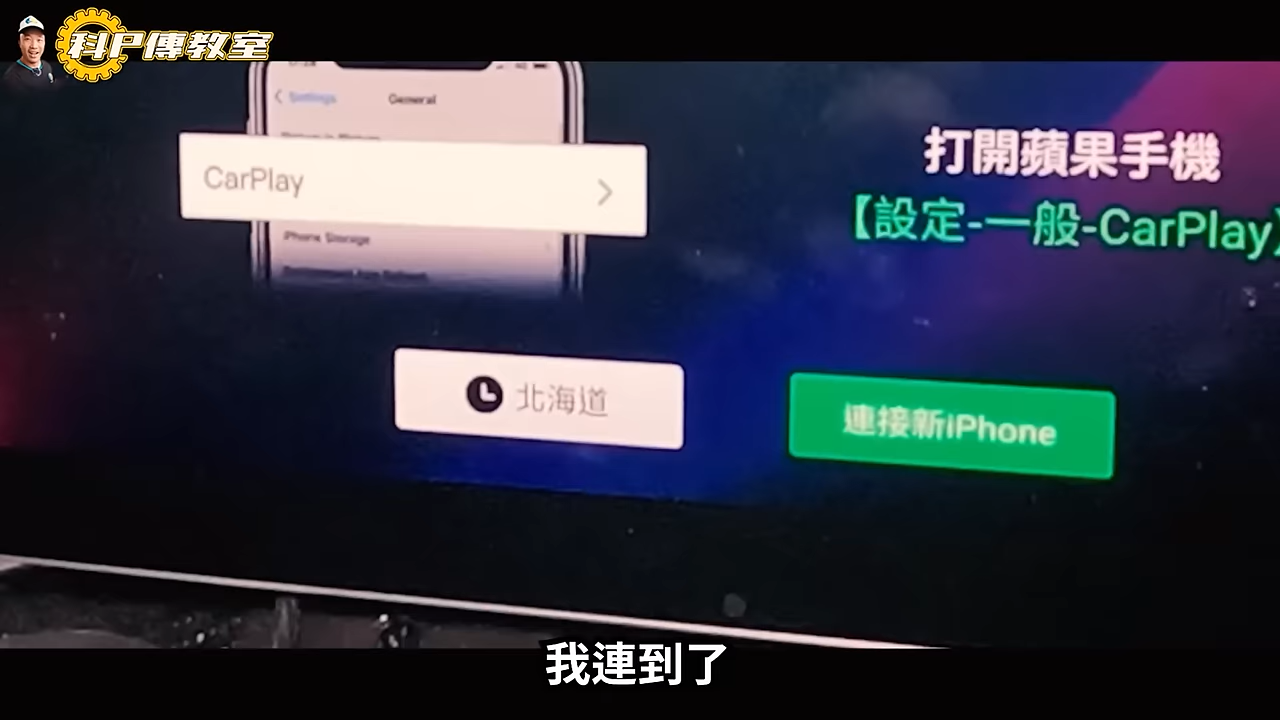 科尸傳教室
Settings
General
CarPlay
iPhone Storage
打開蘋果手機
【設定-一般-CarPlay】
北海道
連接新iPhone
我連到了